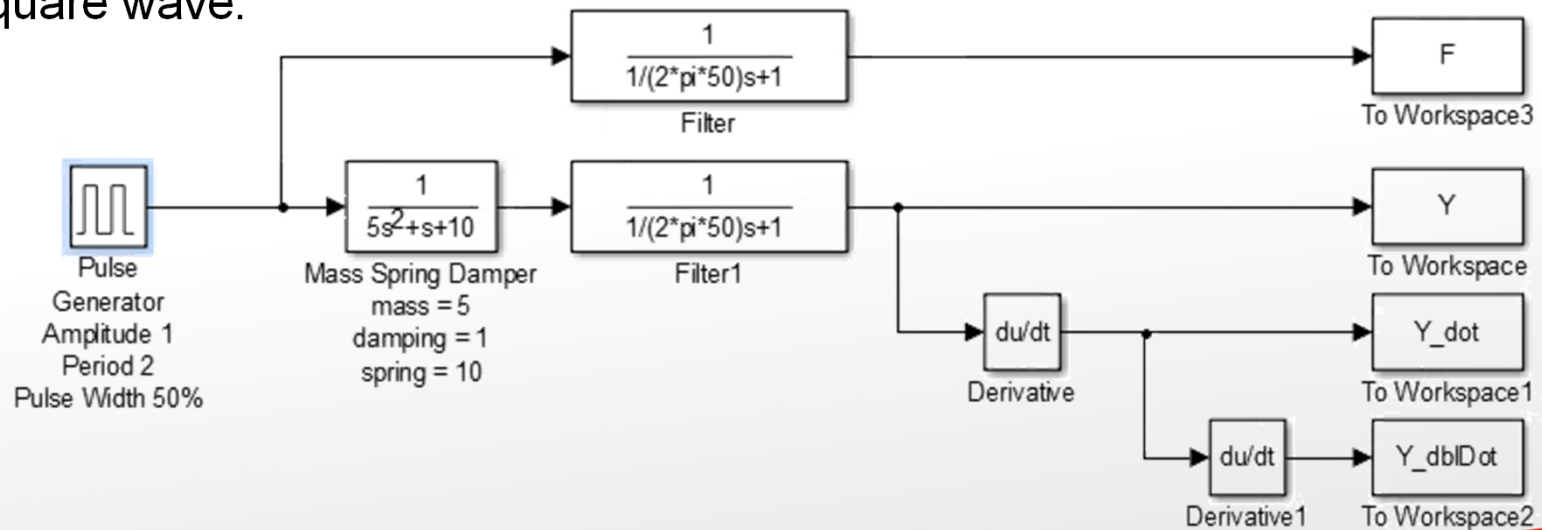 quare wave.
1
1/(2*pi*50)s+1
Filter
F
To Workspace3
Pulse
Generator
Amplitude 1
Period 2
Pulse Width 50%
1
5s2+s+10
Mass Spring Damper
mass = 5
damping = 1
spring = 10
1
1/(2*pi*50)s+1
Filter1
Y
To Workspace
du/dt
Derivative
Y_dot
To Workspace1
du/dt
Derivative1
Y_dblDot
To Workspace2